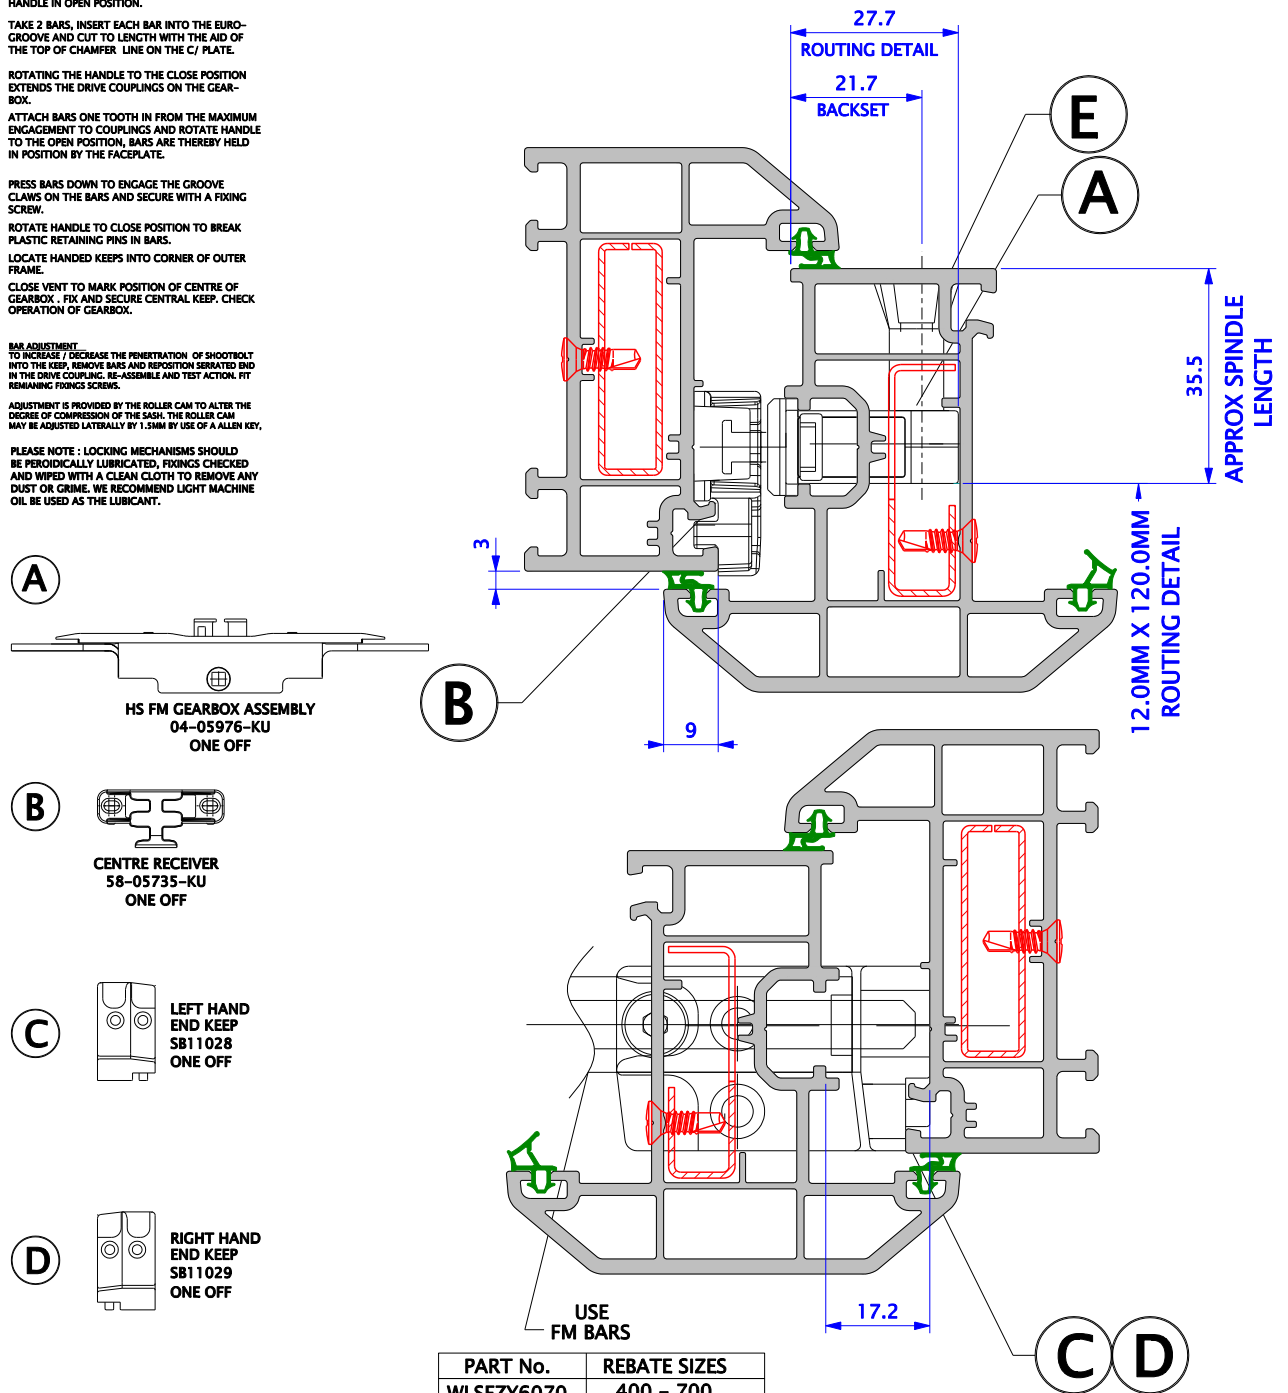 HANDLE IN OPEN POSITION.
TAKE 2 BARS, INSERT EACH BAR INTO THE EURO-
GROOVE AND CUT TO LENGTH WITH THE AID OF
THE TOP OF CHAMFER LINE ON THE C/ PLATE.
ROTATING THE HANDLE TO THE CLOSE POSITION
EXTENDS THE DRIVE COUPLINGS ON THE GEAR-
BOX.
ATTACH BARS ONE TOOTH IN FROM THE MAXIMUM
ENGAGEMENT TO COUPLINGS AND ROTATE HANDLE
TO THE OPEN POSITION, BARS ARE THEREBY HELD
IN POSITION BY THE FACEPLATE.
PRESS BARS DOWN TO ENGAGE THE GROOVE
CLAWS ON THE BARS AND SECURE WITH A FIXING
SCREW.
ROTATE HANDLE TO CLOSE POSITION TO BREAK
PLASTIC RETAINING PINS IN BARS.
LOCATE HANDED KEEPS INTO CORNER OF OUTER
FRAME.
CLOSE VENT TO MARK POSITION OF CENTRE OF
GEARBOX . FIX AND SECURE CENTRAL KEEP. CHECK
OPERATION OF GEARBOX.
BAR ADJUSTMENT
TO INCREASE / DECREASE THE PENERTRATION OF SHOOTBOLT
INTO THE KEEP, REMOVE BARS AND REPOSITION SERRATED END
IN THE DRIVE COUPLING. RE-ASSEMBLE AND TEST ACTION. FIT
REMIANING FIXINGS SCREWS.
ADJUSTMENT IS PROVIDED BY THE ROLLER CAM TO ALTER THE
DEGREE OF COMPRESSION OF THE SASH. THE ROLLER CAM
MAY BE ADJUSTED LATERALLY BY 1.5MM BY USE OF A ALLEN KEY,
PLEASE NOTE : LOCKING MECHANISMS SHOULD
BE PEROIDICALLY LUBRICATED, FIXINGS CHECKED
AND WIPED WITH A CLEAN CLOTH TO REMOVE ANY
DUST OR GRIME. WE RECOMMEND LIGHT MACHINE
OIL BE USED AS THE LUBICANT.
A
HS FM GEARBOX ASSEMBLY
04-05976-KU
ONE OFF
B
CENTRE RECEIVER
58-05735-KU
ONE OFF
C
LEFT HAND
END KEEP
SB11028
ONE OFF
D
RIGHT HAND
END KEEP
SB11029
ONE OFF
27.7
ROUTING DETAIL
21.7
BACKSET
E
A
35.5
APPROX SPINDLE
LENGTH
12.0MM X 120.0MM
ROUTING DETAIL
3
B
9
17.2
USE
FM BARS
C D
PART No. REBATE SIZES
WLSEZY6070 400 - 700